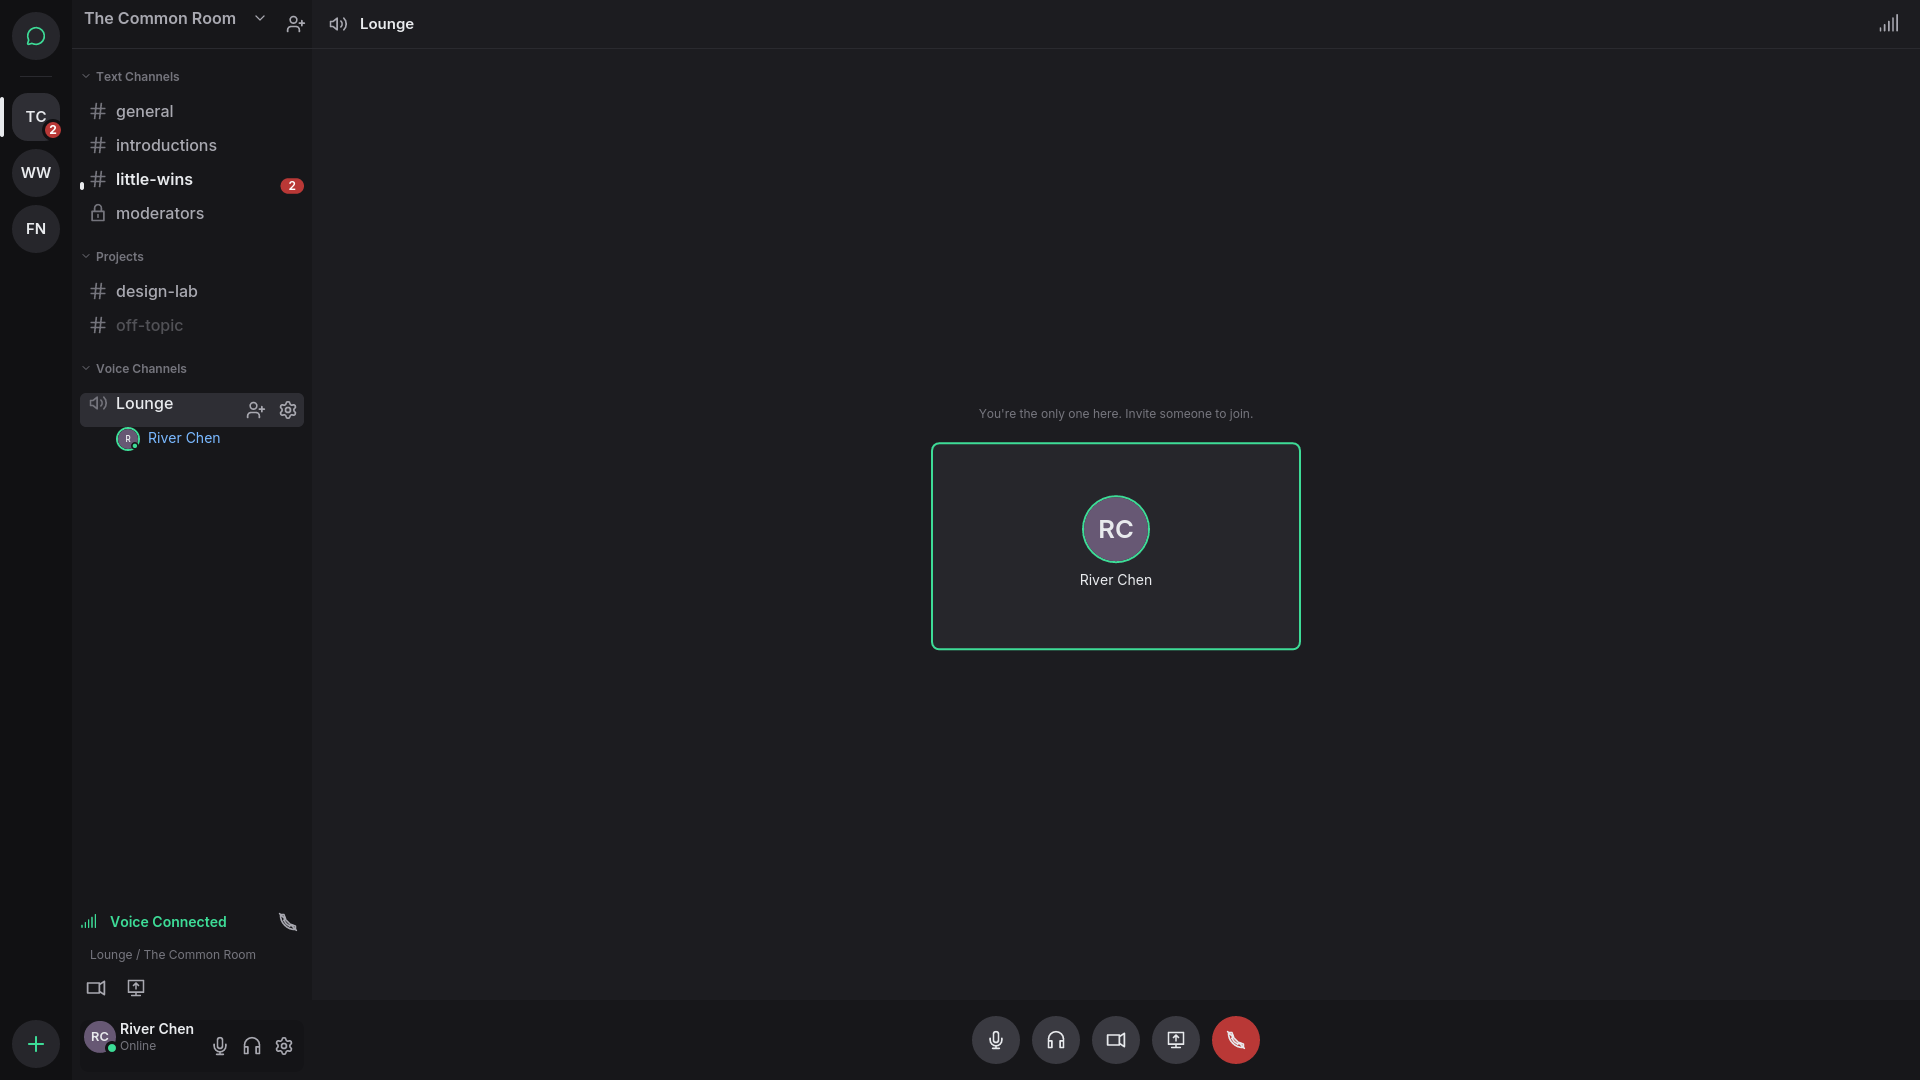 TC
2
WW
FN
The Common Room
Text Channels
general
introductions
little-wins
2
moderators
Projects
design-lab
off-topic
Voice Channels
Lounge
R
River Chen
Voice Connected
Lounge / The Common Room
RC
River Chen
Online
Lounge
You're the only one here. Invite someone to join.
RC
River Chen